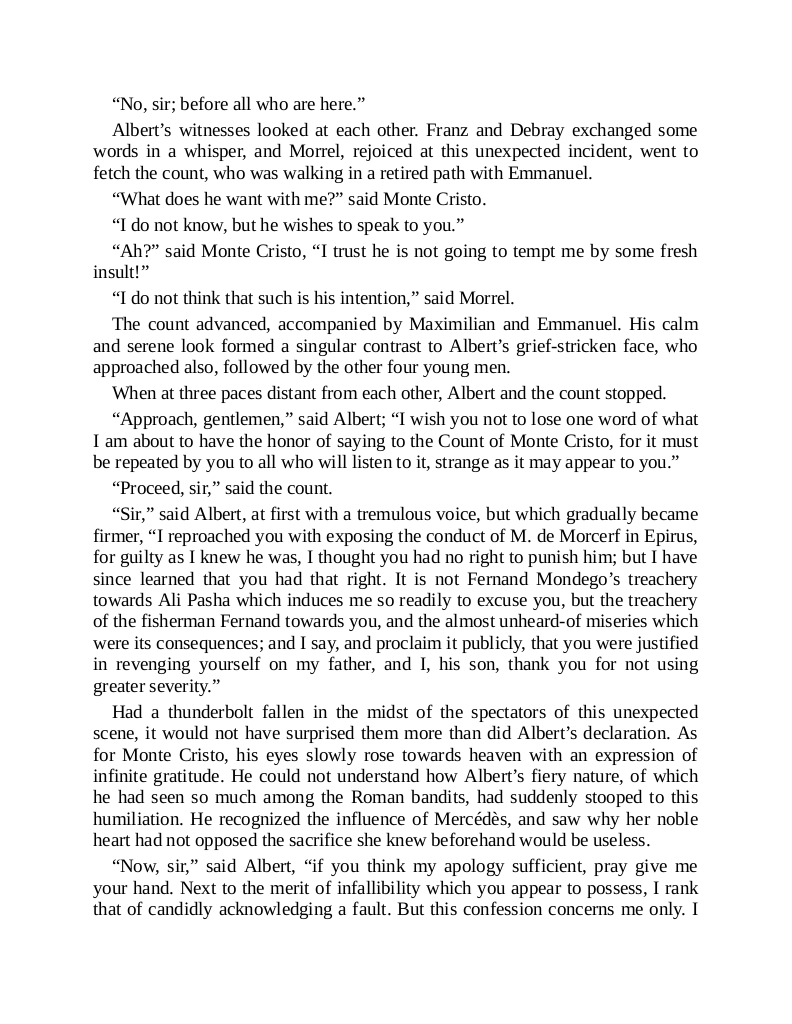 “No, sir; before all who are here.”
Albert’s witnesses looked at each other. Franz and Debray exchanged some
words in a whisper, and Morrel, rejoiced at this unexpected incident, went to
fetch the count, who was walking in a retired path with Emmanuel.
“What does he want with me?” said Monte Cristo.
“I do not know, but he wishes to speak to you.”
“Ah?” said Monte Cristo, “I trust he is not going to tempt me by some fresh
insult!”
“I do not think that such is his intention,” said Morrel.
The count advanced, accompanied by Maximilian and Emmanuel. His calm
and serene look formed a singular contrast to Albert’s grief-stricken face, who
approached also, followed by the other four young men.
When at three paces distant from each other, Albert and the count stopped.
“Approach, gentlemen,” said Albert; “I wish you not to lose one word of what
I am about to have the honor of saying to the Count of Monte Cristo, for it must
be repeated by you to all who will listen to it, strange as it may appear to you.”
“Proceed, sir,” said the count.
“Sir,” said Albert, at first with a tremulous voice, but which gradually became
firmer, “I reproached you with exposing the conduct of M. de Morcerf in Epirus,
for guilty as I knew he was, I thought you had no right to punish him; but I have
since learned that you had that right. It is not Fernand Mondego’s treachery
towards Ali Pasha which induces me so readily to excuse you, but the treachery
of the fisherman Fernand towards you, and the almost unheard-of miseries which
were its consequences; and I say, and proclaim it publicly, that you were justified
in revenging yourself on my father, and I, his son, thank you for not using
greater severity.”
Had a thunderbolt fallen in the midst of the spectators of this unexpected
scene, it would not have surprised them more than did Albert’s declaration. As
for Monte Cristo, his eyes slowly rose towards heaven with an expression of
infinite gratitude. He could not understand how Albert’s fiery nature, of which
he had seen so much among the Roman bandits, had suddenly stooped to this
humiliation. He recognized the influence of Mercédès, and saw why her noble
heart had not opposed the sacrifice she knew beforehand would be useless.
“Now, sir,” said Albert, “if you think my apology sufficient, pray give me
your hand. Next to the merit of infallibility which you appear to possess, I rank
that of candidly acknowledging a fault. But this confession concerns me only. I